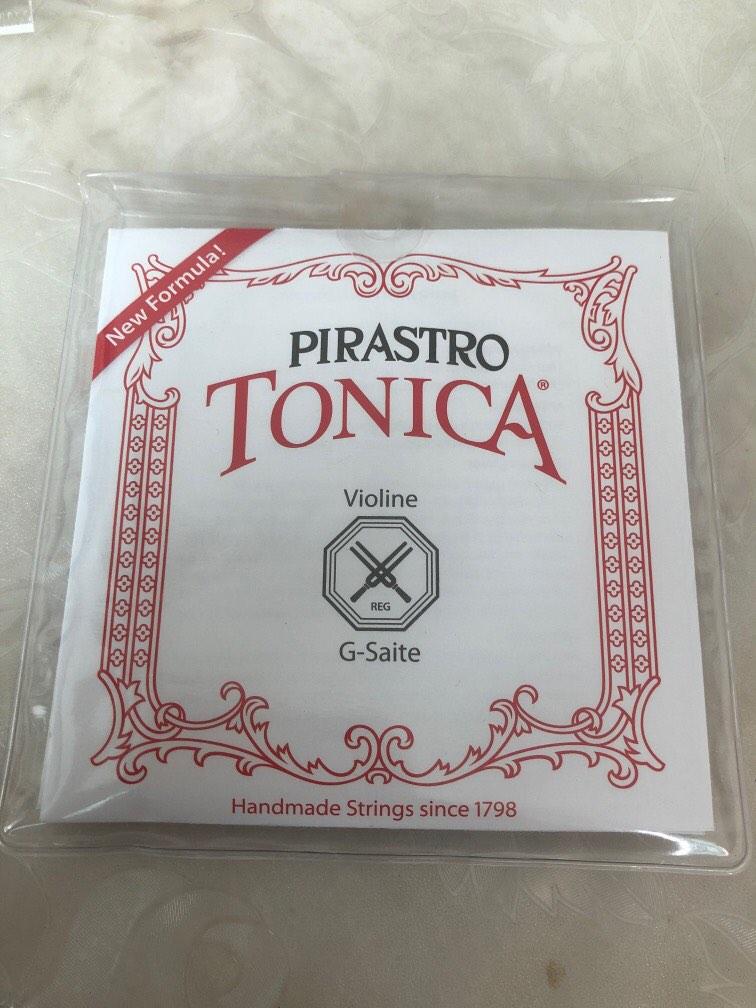 New Formula!
PIRASTRO
TONICA®
Violine
REG
G-Saite
Handmade Strings since 1798